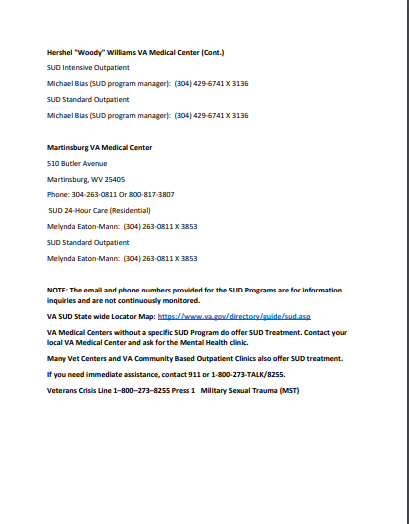 Hershel "Woody" Williams VA Medical Center (Cont.)
SUD Intensive Outpatient
Michael Bias (SUD program manager): (304) 429-6741 X 3136
SUD Standard Outpatient
Michael Bias (SUD program manager): (304) 429-6741 X 3136
Martinsburg VA Medical Center
510 Butler Avenue
Martinsburg, WV 25405
Phone: 304-263-0811 Or 800-817-3807
SUD 24-Hour Care (Residential)
Melynda Eaton-Mann: (304) 263-0811 X 3853
SUD Standard Outpatient
Melynda Eaton-Mann: (304) 263-0811 X 3853
NOTE: The email and phone numbers provided for the SUD Programs are for information
inquiries and are not continuously monitored.
VA SUD State wide Locator Map: https://www.va.gov/directory/guide/sud.asp
VA Medical Centers without a specific SUD Program do offer SUD Treatment. Contact your
local VA Medical Center and ask for the Mental Health clinic.
Many Vet Centers and VA Community Based Outpatient Clinics also offer SUD treatment.
If you need immediate assistance, contact 911 or 1-800-273-TALK/8255.
Veterans Crisis Line 1–800–273–8255 Press 1 Military Sexual Trauma (MST)